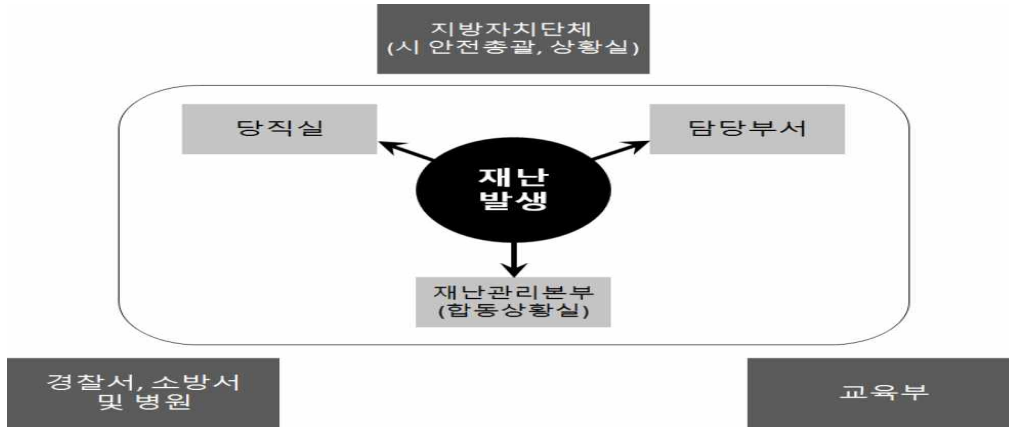 지방자치단체
(시 안전총괄, 상황실)
당직실
담당부서
재난
발생
재난관리본부
(합동상황실)
경찰서, 소방서
및 병원
교육부